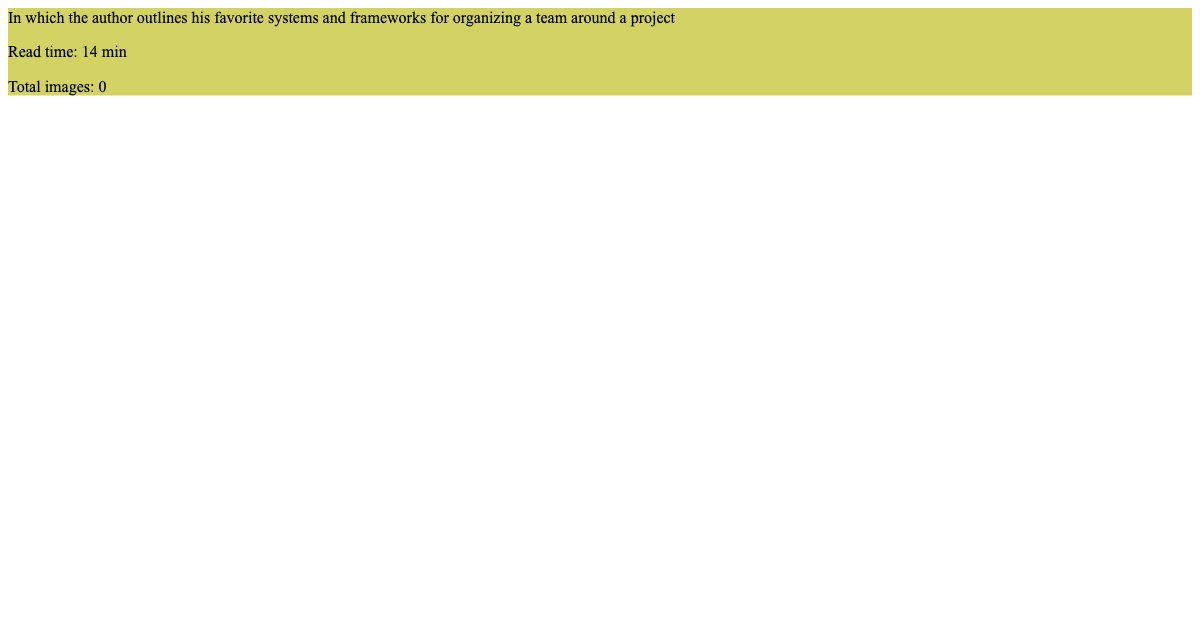 In which the author outlines his favorite systems and frameworks for organizing a team around a project
Read time: 14 min
Total images: 0